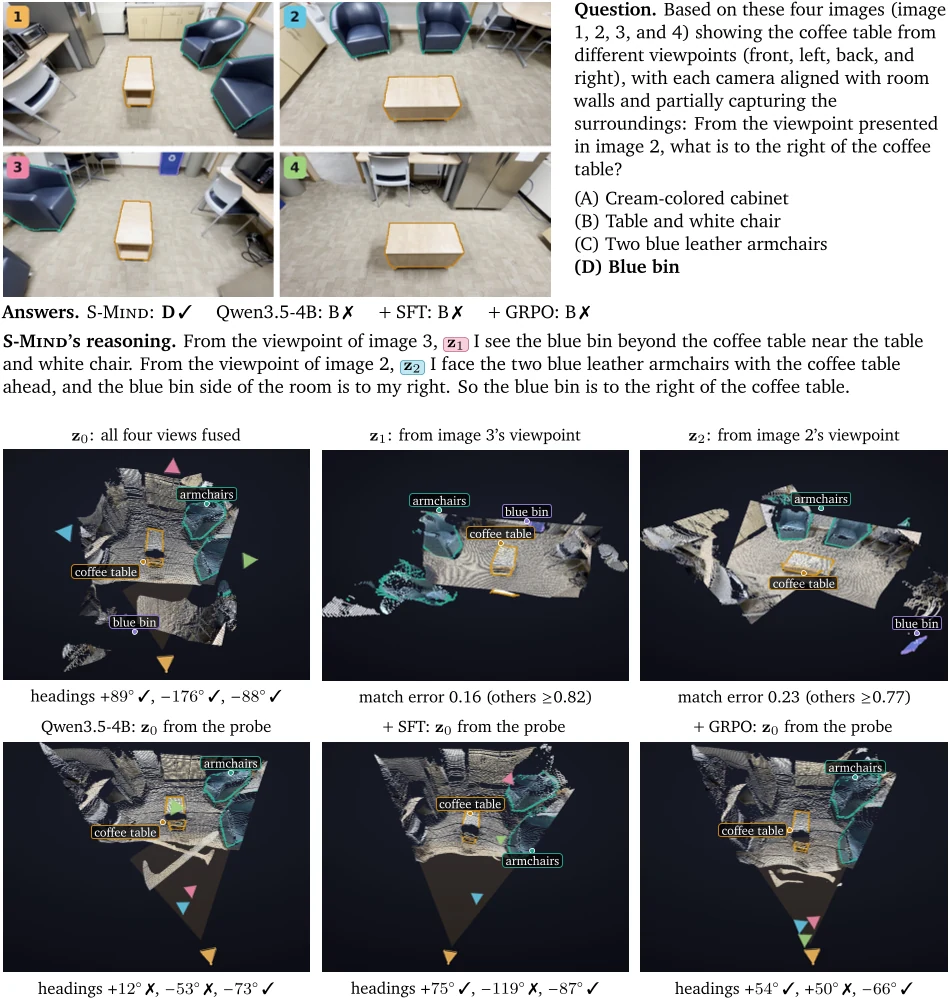 1
2
3
4
Question. Based on these four images (image
1, 2, 3, and 4) showing the coffee table from
different viewpoints (front, left, back, and
right), with each camera aligned with room
walls and partially capturing the
surroundings: From the viewpoint presented
in image 2, what is to the right of the coffee
table?
(A) Cream-colored cabinet
(B) Table and white chair
(C) Two blue leather armchairs
(D) Blue bin
Answers. S-MIND: D✓ Qwen3.5-4B: B✗ + SFT: B✗ + GRPO: B✗
S-MIND's reasoning. From the viewpoint of image 3, z₁ I see the blue bin beyond the coffee table near the table
and white chair. From the viewpoint of image 2, z₂ I face the two blue leather armchairs with the coffee table
ahead, and the blue bin side of the room is to my right. So the blue bin is to the right of the coffee table.
z₀: all four views fused
armchairs
coffee table
blue bin
headings +89°✓, −176°✓, −88°✓
z₁: from image 3's viewpoint
armchairs
blue bin
coffee table
match error 0.16 (others ≥0.82)
z₂: from image 2's viewpoint
armchairs
coffee table
blue bin
match error 0.23 (others ≥0.77)
Qwen3.5-4B: z₀ from the probe
armchairs
coffee table
headings +12°✗, −53°✗, −73°✓
+ SFT: z₀ from the probe
coffee table
armchairs
headings +75°✓, −119°✗, −87°✓
+ GRPO: z₀ from the probe
armchairs
coffee table
headings +54°✓, +50°✗, −66°✓